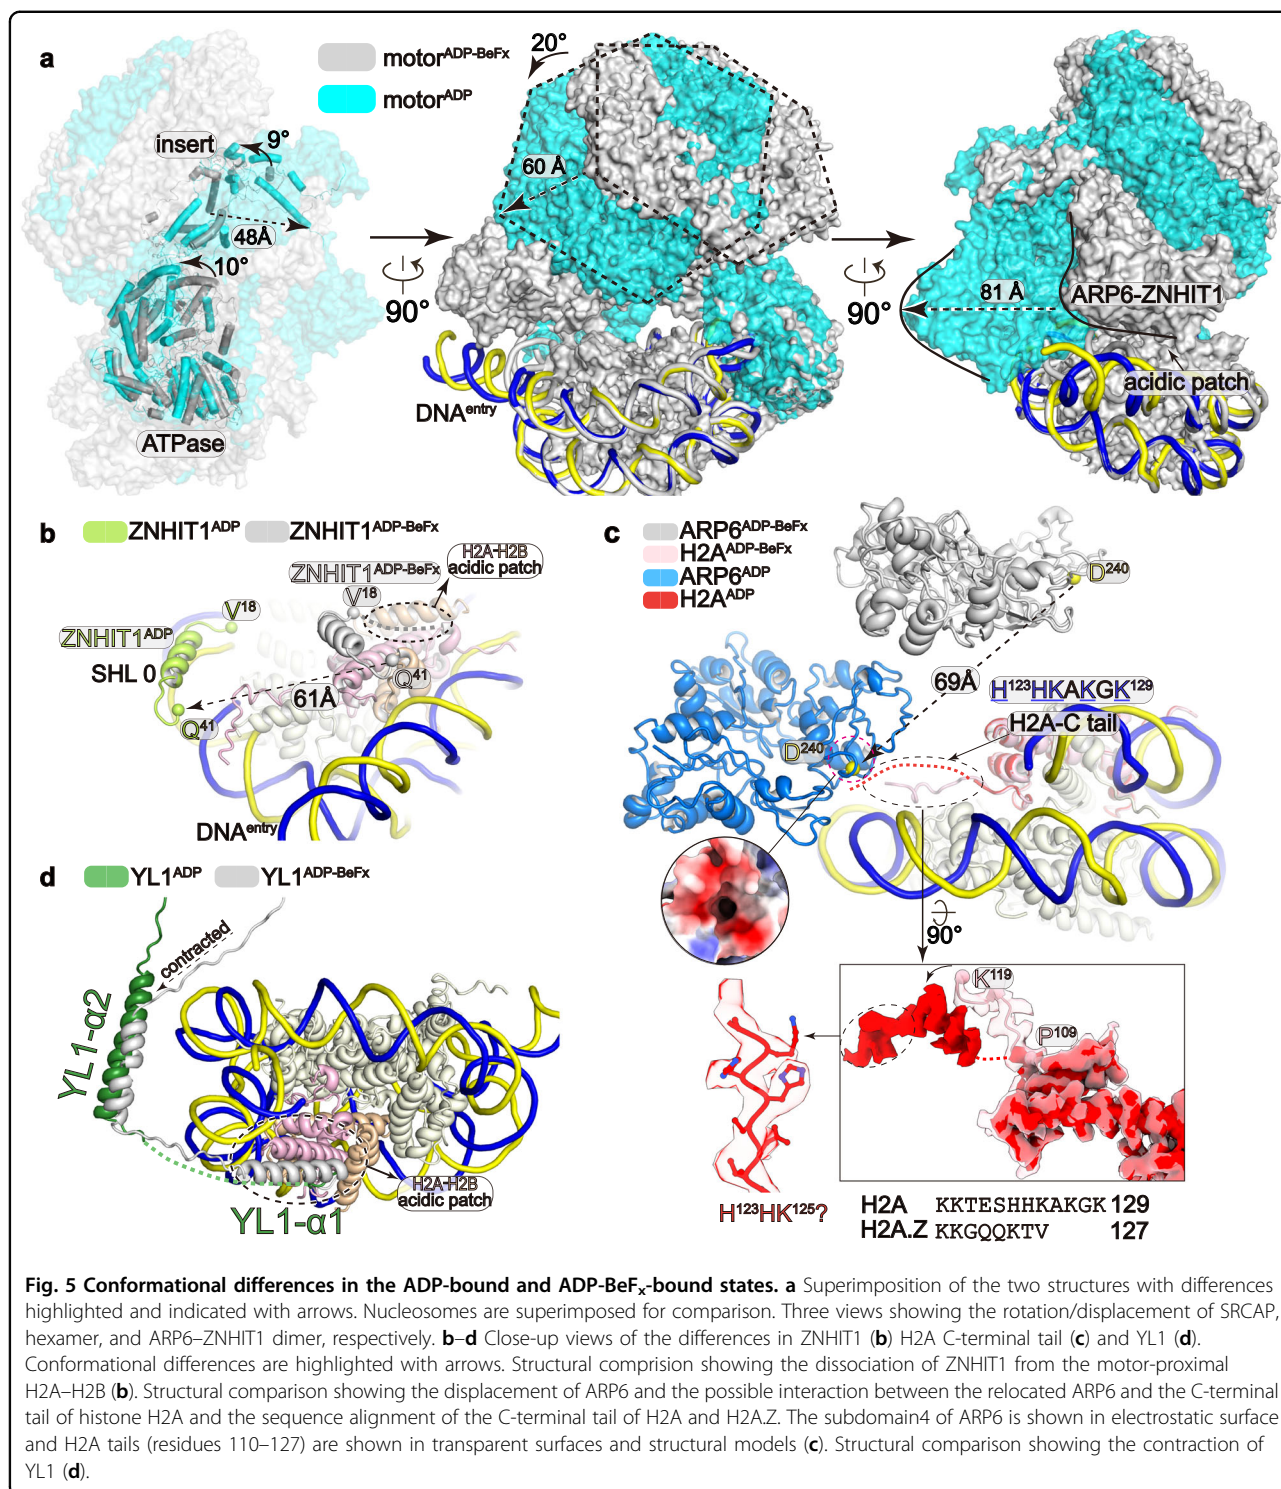 a
motorADP-BeFx
motorADP
insert
9°
48Å
10°
ATPase
90°
20°
60 Å
DNAentry
90°
81 Å
ARP6-ZNHIT1
acidic patch
b
ZNHIT1ADP
ZNHIT1ADP-BeFx
H2A-H2B
acidic patch
ZNHIT1ADP-BeFx
V18
V18
ZNHIT1ADP
SHL 0
Q41
61Å
Q41
DNAentry
c
ARP6ADP-BeFx
H2AADP-BeFx
ARP6ADP
H2AADP
D240
69Å
H123HKAKGK129
H2A-C tail
D240
90°
K119
P109
H123HK125?
H2A KKTESHHKAKGK 129
H2A.Z KKGQQKTV 127
d
YL1ADP
YL1ADP-BeFx
contracted
YL1-α2
H2A-H2B
acidic patch
YL1-α1
Fig. 5 Conformational differences in the ADP-bound and ADP-BeFx-bound states. a Superimposition of the two structures with differences
highlighted and indicated with arrows. Nucleosomes are superimposed for comparison. Three views showing the rotation/displacement of SRCAP,
hexamer, and ARP6–ZNHIT1 dimer, respectively. b–d Close-up views of the differences in ZNHIT1 (b) H2A C-terminal tail (c) and YL1 (d).
Conformational differences are highlighted with arrows. Structural comprision showing the dissociation of ZNHIT1 from the motor-proximal
H2A–H2B (b). Structural comparison showing the displacement of ARP6 and the possible interaction between the relocated ARP6 and the C-terminal
tail of histone H2A and the sequence alignment of the C-terminal tail of H2A and H2A.Z. The subdomain4 of ARP6 is shown in electrostatic surface
and H2A tails (residues 110–127) are shown in transparent surfaces and structural models (c). Structural comparison showing the contraction of
YL1 (d).